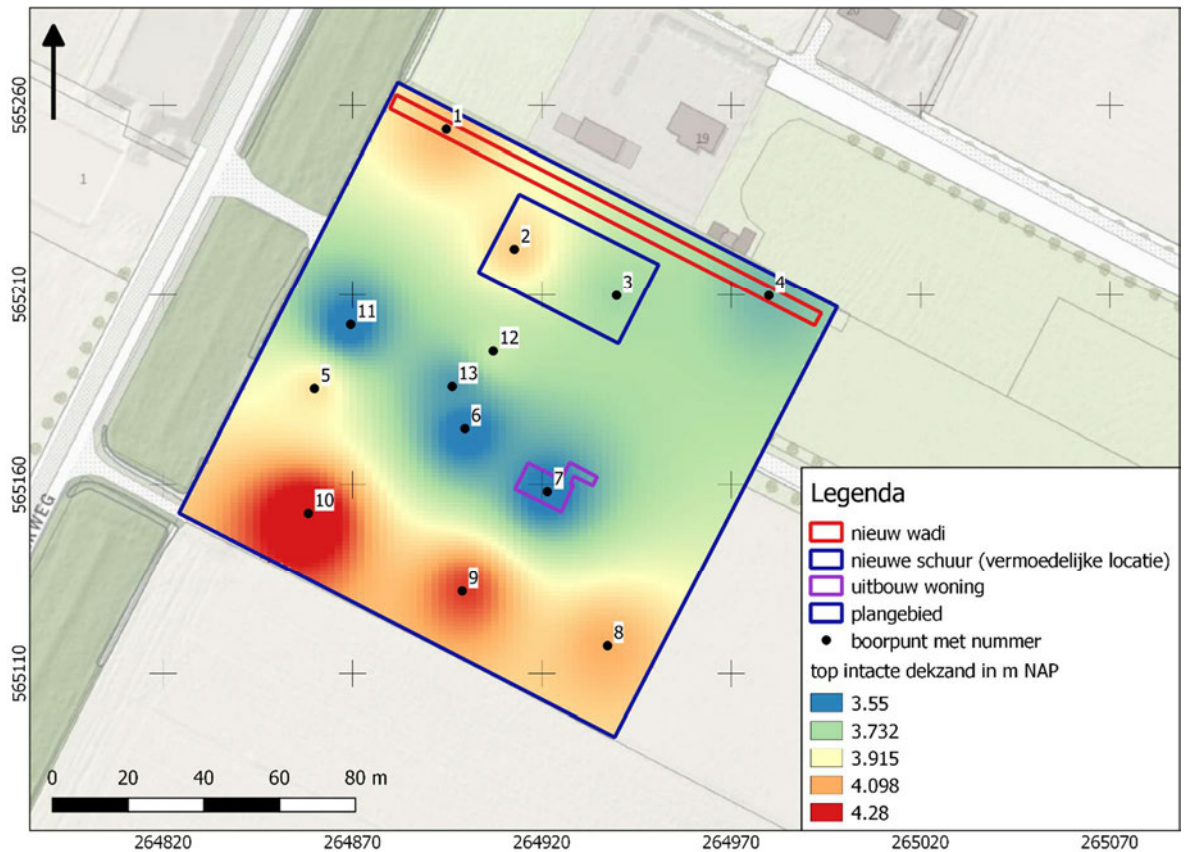 20
565260
1
19
2
1
565210
3
4
11
12
13
5
6
565160
7
10
RWEG
9
8
565110
Legenda
nieuw wadi
nieuwe schuur (vermoedelijke locatie)
uitbouw woning
plangebied
boorpunt met nummer
top intacte dekzand in m NAP
3.55
3.732
3.915
4.098
4.28
0 20 40 60 80 m
264820 264870 264920 264970 265020 265070